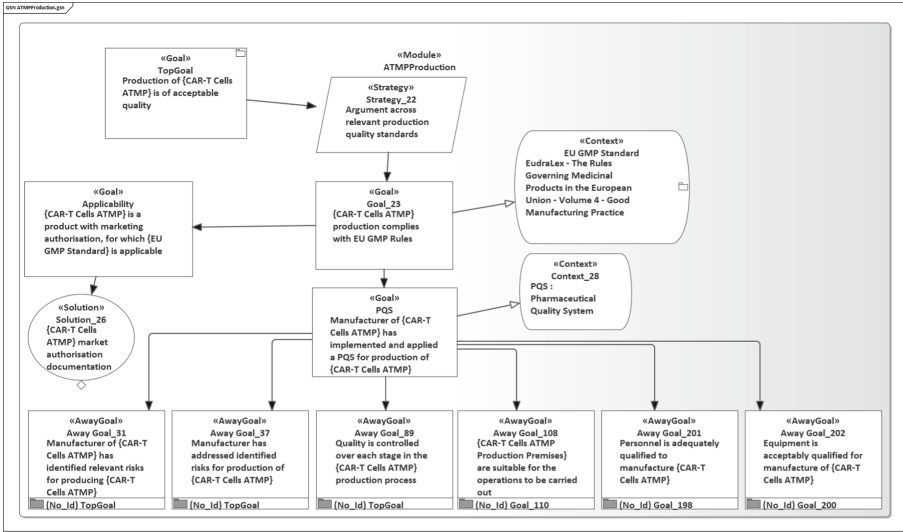 GSN ATMPProduction.gsn
«Goal»
TopGoal
Production of {CAR-T Cells
ATMP} is of acceptable
quality
«Module»
ATMPProduction
«Strategy»
Strategy_22
Argument across
relevant production
quality standards
«Context»
EU GMP Standard
EudraLex - The Rules
Governing Medicinal
Products in the European
Union - Volume 4 - Good
Manufacturing Practice
«Goal»
Applicability
{CAR-T Cells ATMP} is a
product with marketing
authorisation, for which {EU
GMP Standard} is applicable
«Goal»
Goal_23
{CAR-T Cells ATMP}
production complies
with EU GMP Rules
«Context»
Context_28
PQS :
Pharmaceutical
Quality System
«Solution»
Solution_26
{CAR-T Cells
ATMP} market
authorisation
documentation
«Goal»
PQS
Manufacturer of {CAR-T
Cells ATMP} has
implemented and applied
a PQS for production of
{CAR-T Cells ATMP}
«AwayGoal»
Away Goal_31
Manufacturer of {CAR-T
Cells ATMP} has
identified relevant risks
for producing {CAR-T
Cells ATMP}
(No_Id) TopGoal
«AwayGoal»
Away Goal_37
Manufacturer has
addressed identified
risks for production of
{CAR-T Cells ATMP}
(No_Id) TopGoal
«AwayGoal»
Away Goal_89
Quality is controlled
over each stage in the
{CAR-T Cells ATMP}
production process
(No_Id) TopGoal
«AwayGoal»
Away Goal_108
{CAR-T Cells ATMP
Production Premises}
are suitable for the
operations to be carried
out
(No_Id) Goal_110
«AwayGoal»
Away Goal_201
Personnel is adequately
qualified to
manufacture {CAR-T
Cells ATMP}
(No_Id) Goal_198
«AwayGoal»
Away Goal_202
Equipment is
acceptably qualified for
manufacture of {CAR-T
Cells ATMP}
(No_Id) Goal_200